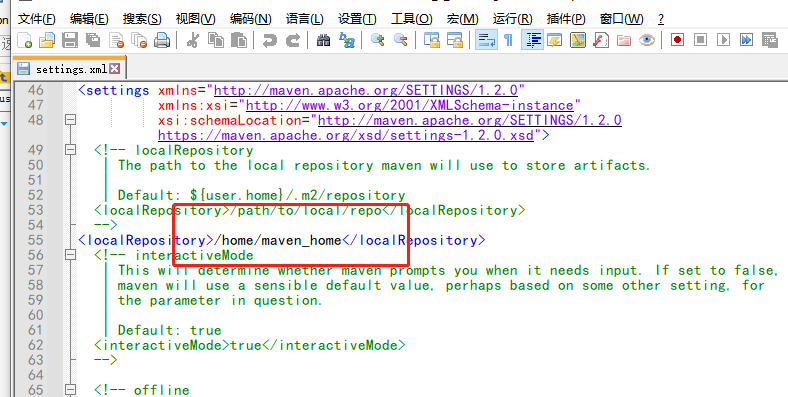 文件(F) 编辑(E) 搜索(S) 视图(V) 编码(N) 语言(L) 设置(T) 工具(O) 宏(M) 运行(R) 插件(P) 窗口(W) ?
settings.xml
46 <settings xmlns="http://maven.apache.org/SETTINGS/1.2.0"
47 xmlns:xsi="http://www.w3.org/2001/XMLSchema-instance"
48 xsi:schemaLocation="http://maven.apache.org/SETTINGS/1.2.0
https://maven.apache.org/xsd/settings-1.2.0.xsd">
49 <!-- localRepository
50 | The path to the local repository maven will use to store artifacts.
51 |
52 | Default: ${user.home}/.m2/repository
53 <localRepository>/path/to/local/repo</localRepository>
54 -->
55 <localRepository>/home/maven_home</localRepository>
56 <!-- interactiveMode
57 | This will determine whether maven prompts you when it needs input. If set to false,
58 | maven will use a sensible default value, perhaps based on some other setting, for
59 | the parameter in question.
60 |
61 | Default: true
62 <interactiveMode>true</interactiveMode>
63 -->
64
65 <!-- offline